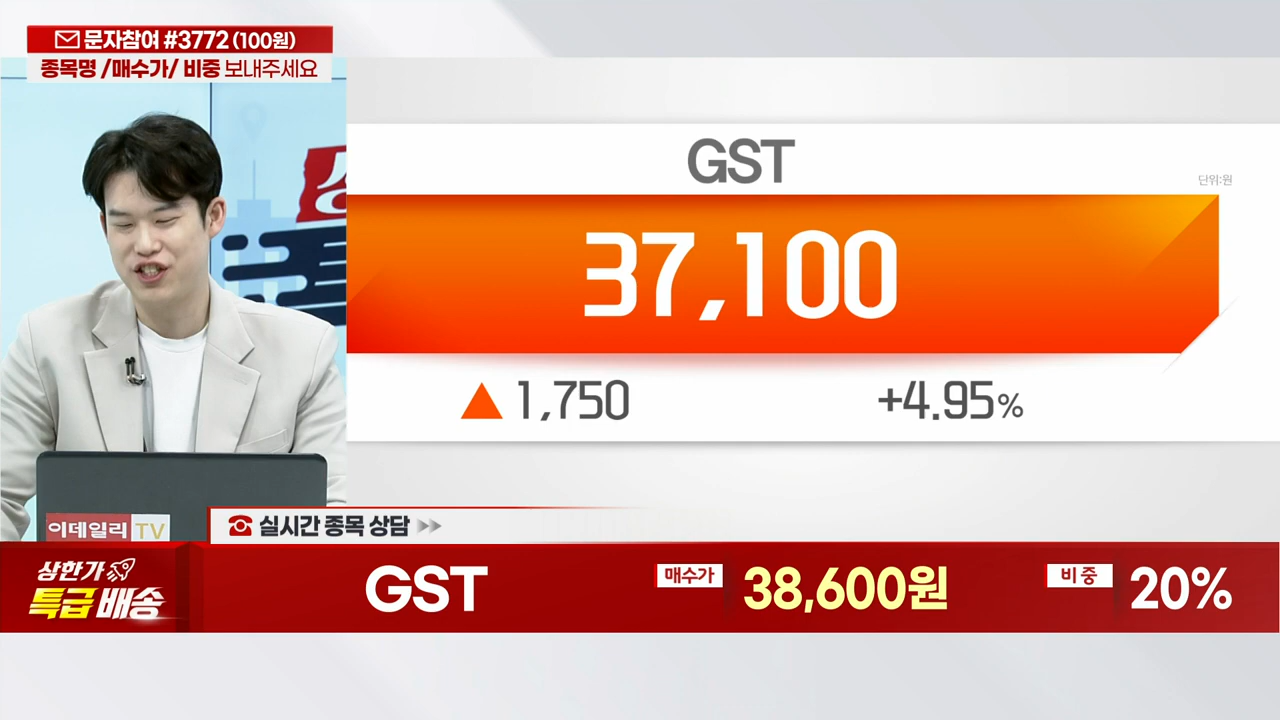 문자참여 #3772 (100원)
종목명 /매수가/ 비중 보내주세요
GST
단위:원
37,100
▲ 1,750
+4.95%
이데일리 TV
실시간 종목 상담
상한가
특급 배송
GST
매수가
38,600원
비중
20%